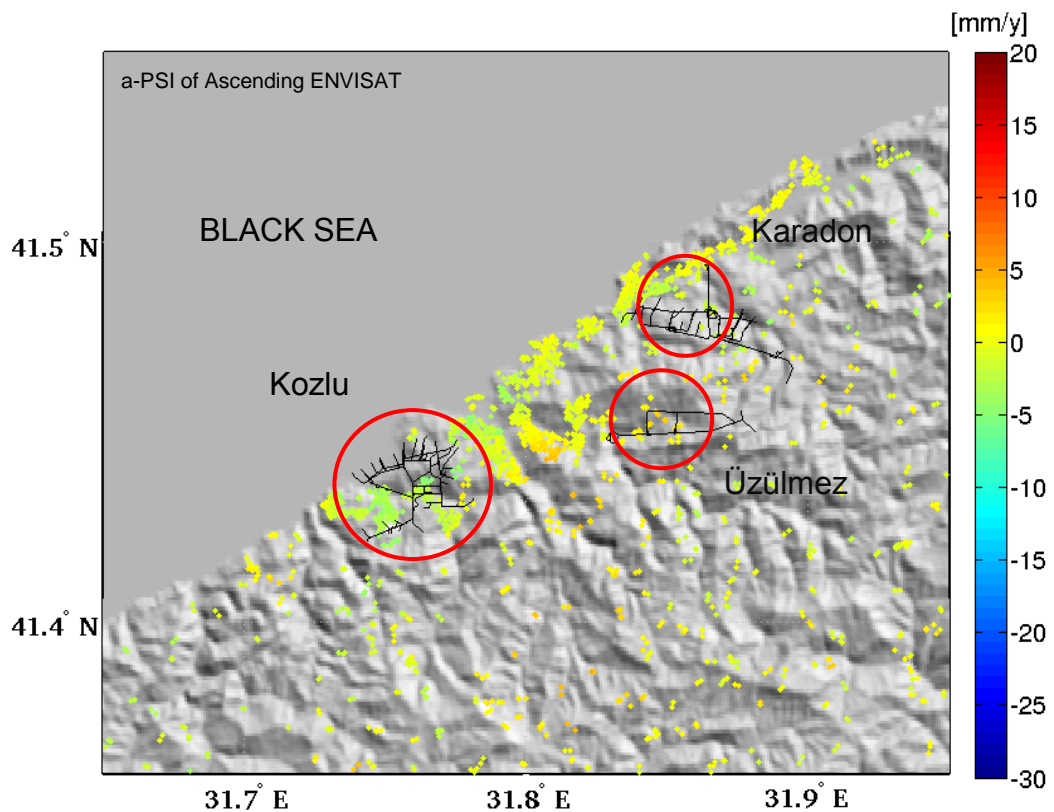 [mm/y]
a-PSI of Ascending ENVISAT
BLACK SEA
Karadon
Kozlu
Üzülmez
41.5° N
41.4° N
31.7° E
31.8° E
31.9° E
20
15
10
5
0
-5
-10
-15
-20
-25
-30